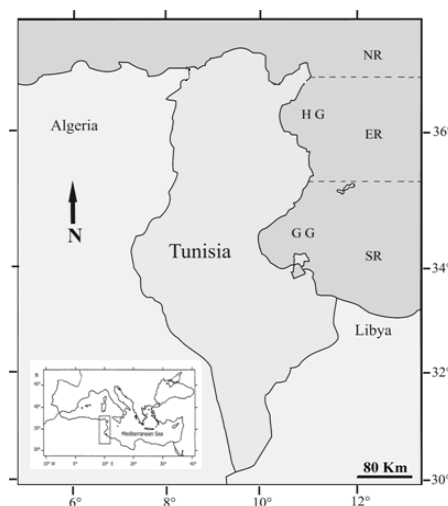 NR
H G
Algeria
ER
36°
N
Tunisia
G G
SR
34°
Libya
32°
Mediterranean Sea
80 Km
30°
6°
8°
10°
12°